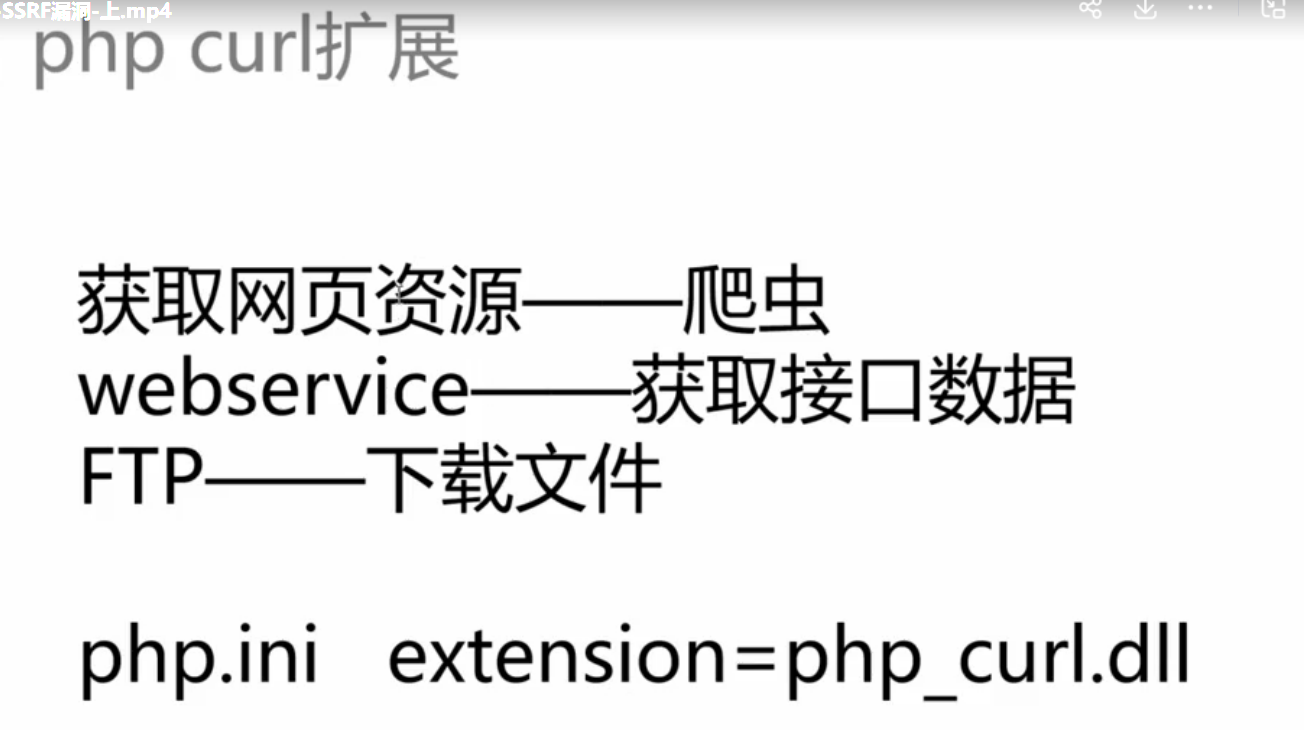 SSRF漏洞-上.mp4
php curl扩展
获取网页资源——爬虫
webservice——获取接口数据
FTP——下载文件
php.ini extension=php_curl.dll